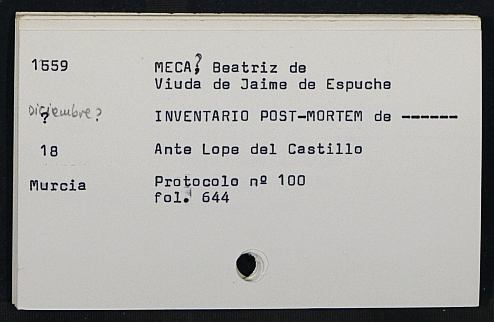 1559
MECA? Beatriz de
Viuda de Jaime de Espuche
Diciembre?
?
INVENTARIO POST-MORTEM de ------
18
Ante Lope del Castillo
Murcia
Protocolo nº 100
fol. 644